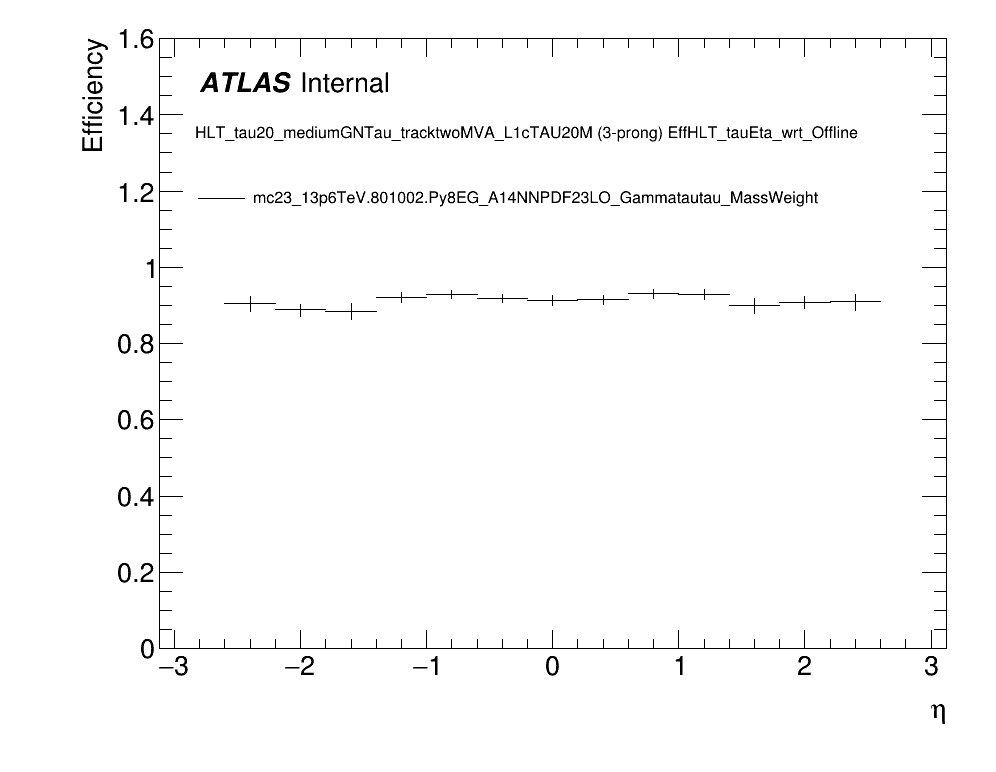 Efficiency
1.6
1.4
1.2
1
0.8
0.6
0.4
0.2
0
ATLAS Internal
HLT_tau20_mediumGNTau_tracktwoMVA_L1cTAU20M (3-prong) EffHLT_tauEta_wrt_Offline
mc23_13p6TeV.801002.Py8EG_A14NNPDF23LO_Gammatautau_MassWeight
−3 −2 −1 0 1 2 3
η